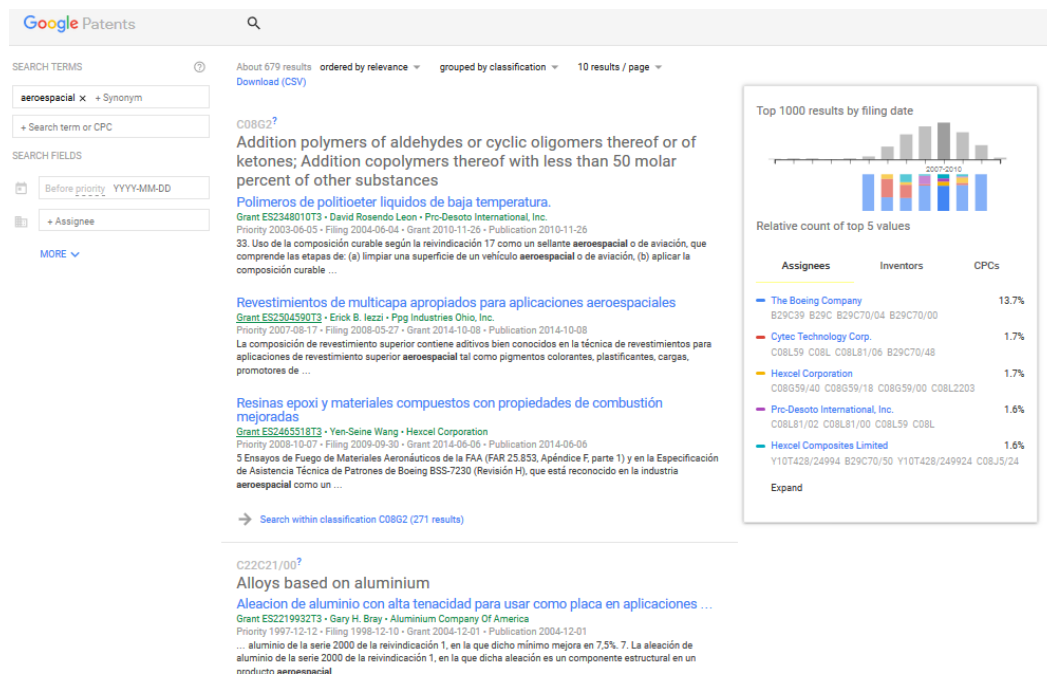 Google Patents
SEARCH TERMS
aeroespacial x + Synonym
+ Search term or CPC
SEARCH FIELDS
Before priority YYYY-MM-DD
+ Assignee
MORE
About 679 results ordered by relevance grouped by classification 10 results / page
Download (CSV)
C08G2?
Addition polymers of aldehydes or cyclic oligomers thereof or of
ketones; Addition copolymers thereof with less than 50 molar
percent of other substances
Polimeros de politioeter liquidos de baja temperatura.
Grant ES2348010T3 • David Rosendo Leon • Prc-Desoto International, Inc.
Priority 2003-06-05 • Filing 2004-06-04 • Grant 2010-11-26 • Publication 2010-11-26
33. Uso de la composición curable según la reivindicación 17 como un sellante aeroespacial o de aviación, que
comprende las etapas de: (a) limpiar una superficie de un vehículo aeroespacial o de aviación, (b) aplicar la
composición curable ...
Revestimientos de multicapa apropiados para aplicaciones aeroespaciales
Grant ES2504590T3 • Erick B. Iezzi • Ppg Industries Ohio, Inc.
Priority 2007-08-17 • Filing 2008-05-27 • Grant 2014-10-08 • Publication 2014-10-08
La composición de revestimiento superior contiene aditivos bien conocidos en la técnica de revestimientos para
aplicaciones de revestimiento superior aeroespacial tal como pigmentos colorantes, plastificantes, cargas,
promotores de ...
Resinas epoxi y materiales compuestos con propiedades de combustión
mejoradas
Grant ES2465518T3 • Yen-Seine Wang • Hexcel Corporation
Priority 2008-10-07 • Filing 2009-09-30 • Grant 2014-06-06 • Publication 2014-06-06
5 Ensayos de Fuego de Materiales Aeronáuticos de la FAA (FAR 25.853, Apéndice F, parte 1) y en la Especificación
de Asistencia Técnica de Patrones de Boeing BSS-7230 (Revisión H), que está reconocido en la industria
aeroespacial como un ...
Search within classification C08G2 (271 results)
C22C21/00?
Alloys based on aluminium
Aleacion de aluminio con alta tenacidad para usar como placa en aplicaciones ...
Grant ES2219932T3 • Gary H. Bray • Aluminium Company Of America
Priority 1997-12-12 • Filing 1998-12-10 • Grant 2004-12-01 • Publication 2004-12-01
... aluminio de la serie 2000 de la reivindicación 1, en la que dicho mínimo mejora en 7,5%. 7. La aleación de
aluminio de la serie 2000 de la reivindicación 1, en la que dicha aleación es un componente estructural en un
producto aeroespacial
Top 1000 results by filing date
2007-2010
Relative count of top 5 values
Assignees Inventors CPCs
The Boeing Company 13.7%
B29C39 B29C B29C70/04 B29C70/00
Cytec Technology Corp. 1.7%
C08L59 C08L C08L81/06 B29C70/48
Hexcel Corporation 1.7%
C08G59/40 C08G59/18 C08G59/00 C08L2203
Prc-Desoto International, Inc. 1.6%
C08L81/02 C08L81/00 C08L59 C08L
Hexcel Composites Limited 1.6%
Y10T428/24994 B29C70/50 Y10T428/249924 C08J5/24
Expand